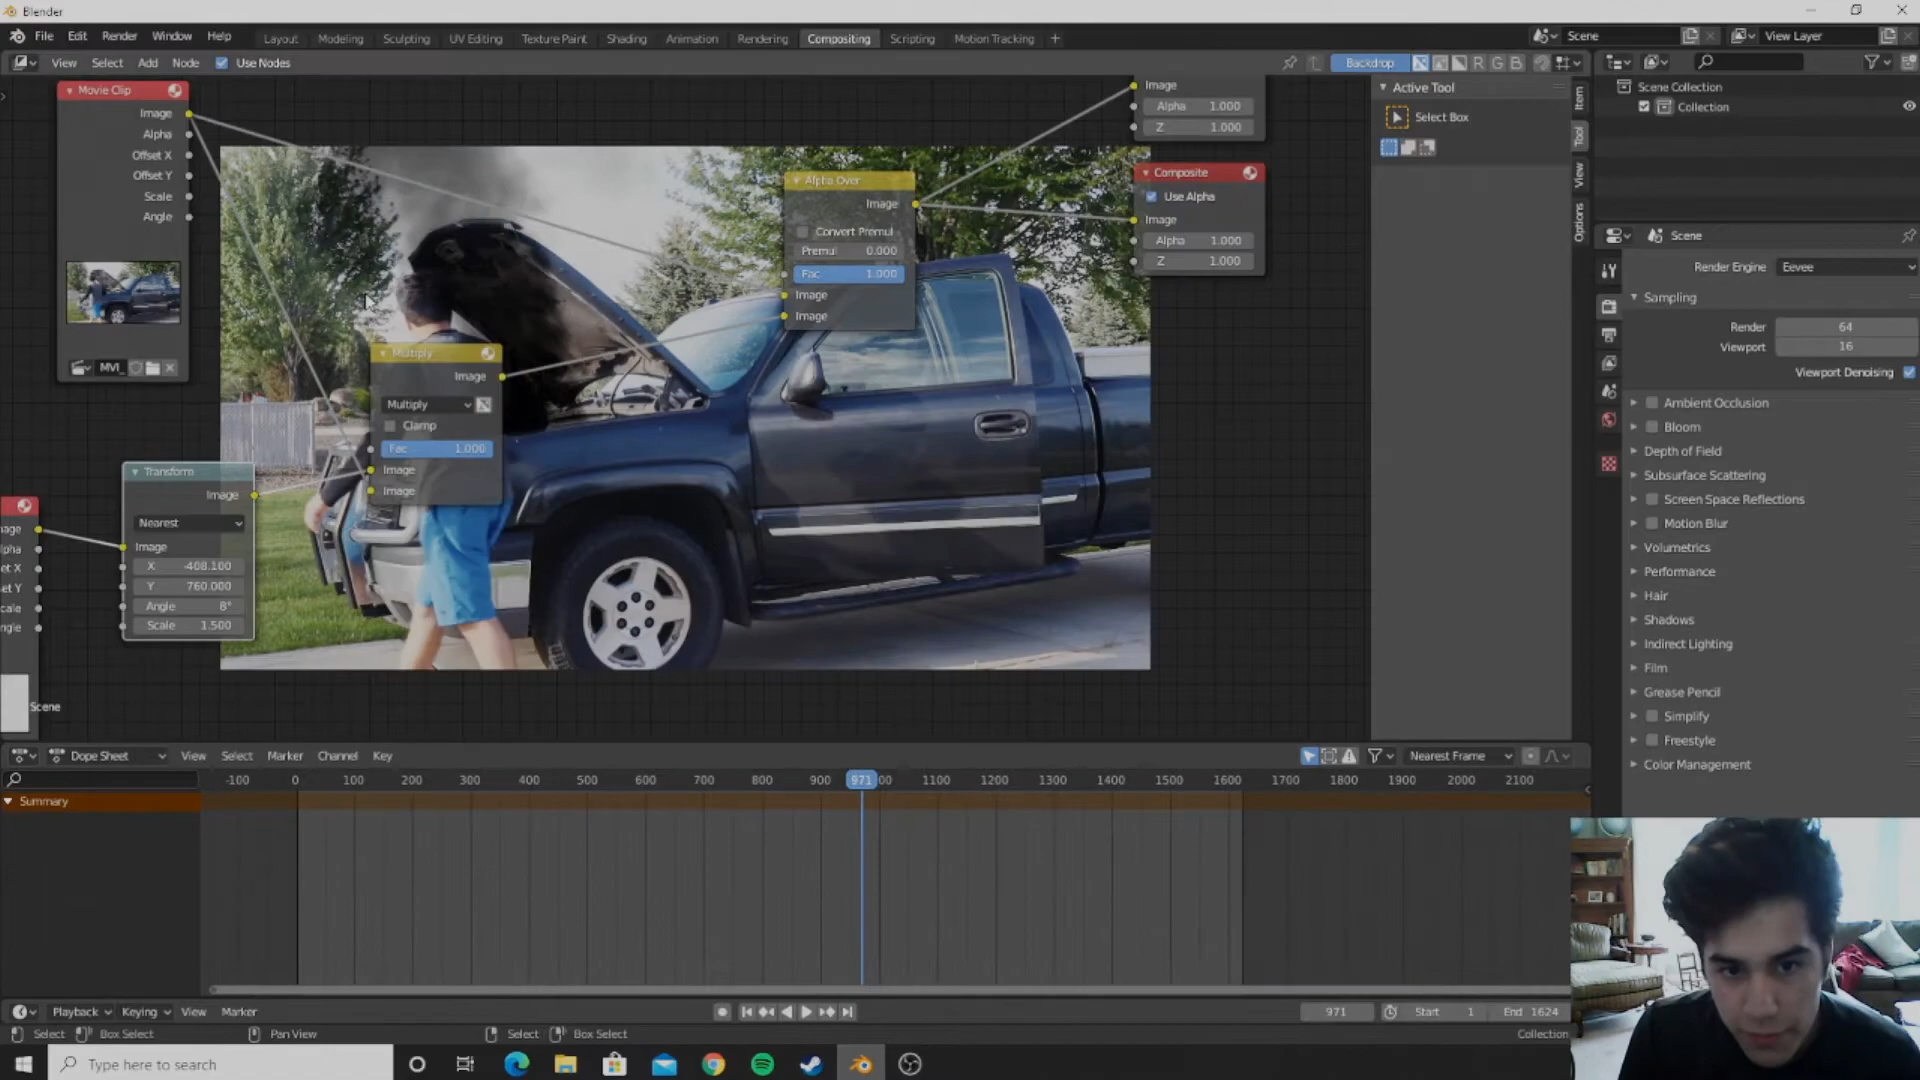 Blender
File Edit Render Window Help Layout Modeling Sculpting UV Editing Texture Paint Shading Animation Rendering Compositing Scripting Motion Tracking + Scene View Layer
View Select Add Node Use Nodes Backdrop R G B
Movie Clip
Image
Alpha
Offset X
Offset Y
Scale
Angle
MVI_
Transform
Image
Nearest
Image
X -408.100
Y 760.000
Angle 8°
Scale 1.500
Scene
Multiply
Image
Multiply
Clamp
Fac 1.000
Image
Image
Alpha Over
Image
Convert Premul
Premul 0.000
Fac 1.000
Image
Image
Image
Alpha 1.000
Z 1.000
Composite
Use Alpha
Image
Alpha 1.000
Z 1.000
Active Tool
Select Box
Item
Tool
View
Options
Scene Collection
Collection
Scene
Render Engine Eevee
Sampling
Render 64
Viewport 16
Viewport Denoising
Ambient Occlusion
Bloom
Depth of Field
Subsurface Scattering
Screen Space Reflections
Motion Blur
Volumetrics
Performance
Hair
Shadows
Indirect Lighting
Film
Grease Pencil
Simplify
Freestyle
Color Management
Dope Sheet View Select Marker Channel Key Nearest Frame
-100 0 100 200 300 400 500 600 700 800 900 971 00 1100 1200 1300 1400 1500 1600 1700 1800 1900 2000 2100
Summary
Playback Keying View Marker 971 Start 1 End 1624
Select Box Select Pan View Select Box Select Collection
Type here to search